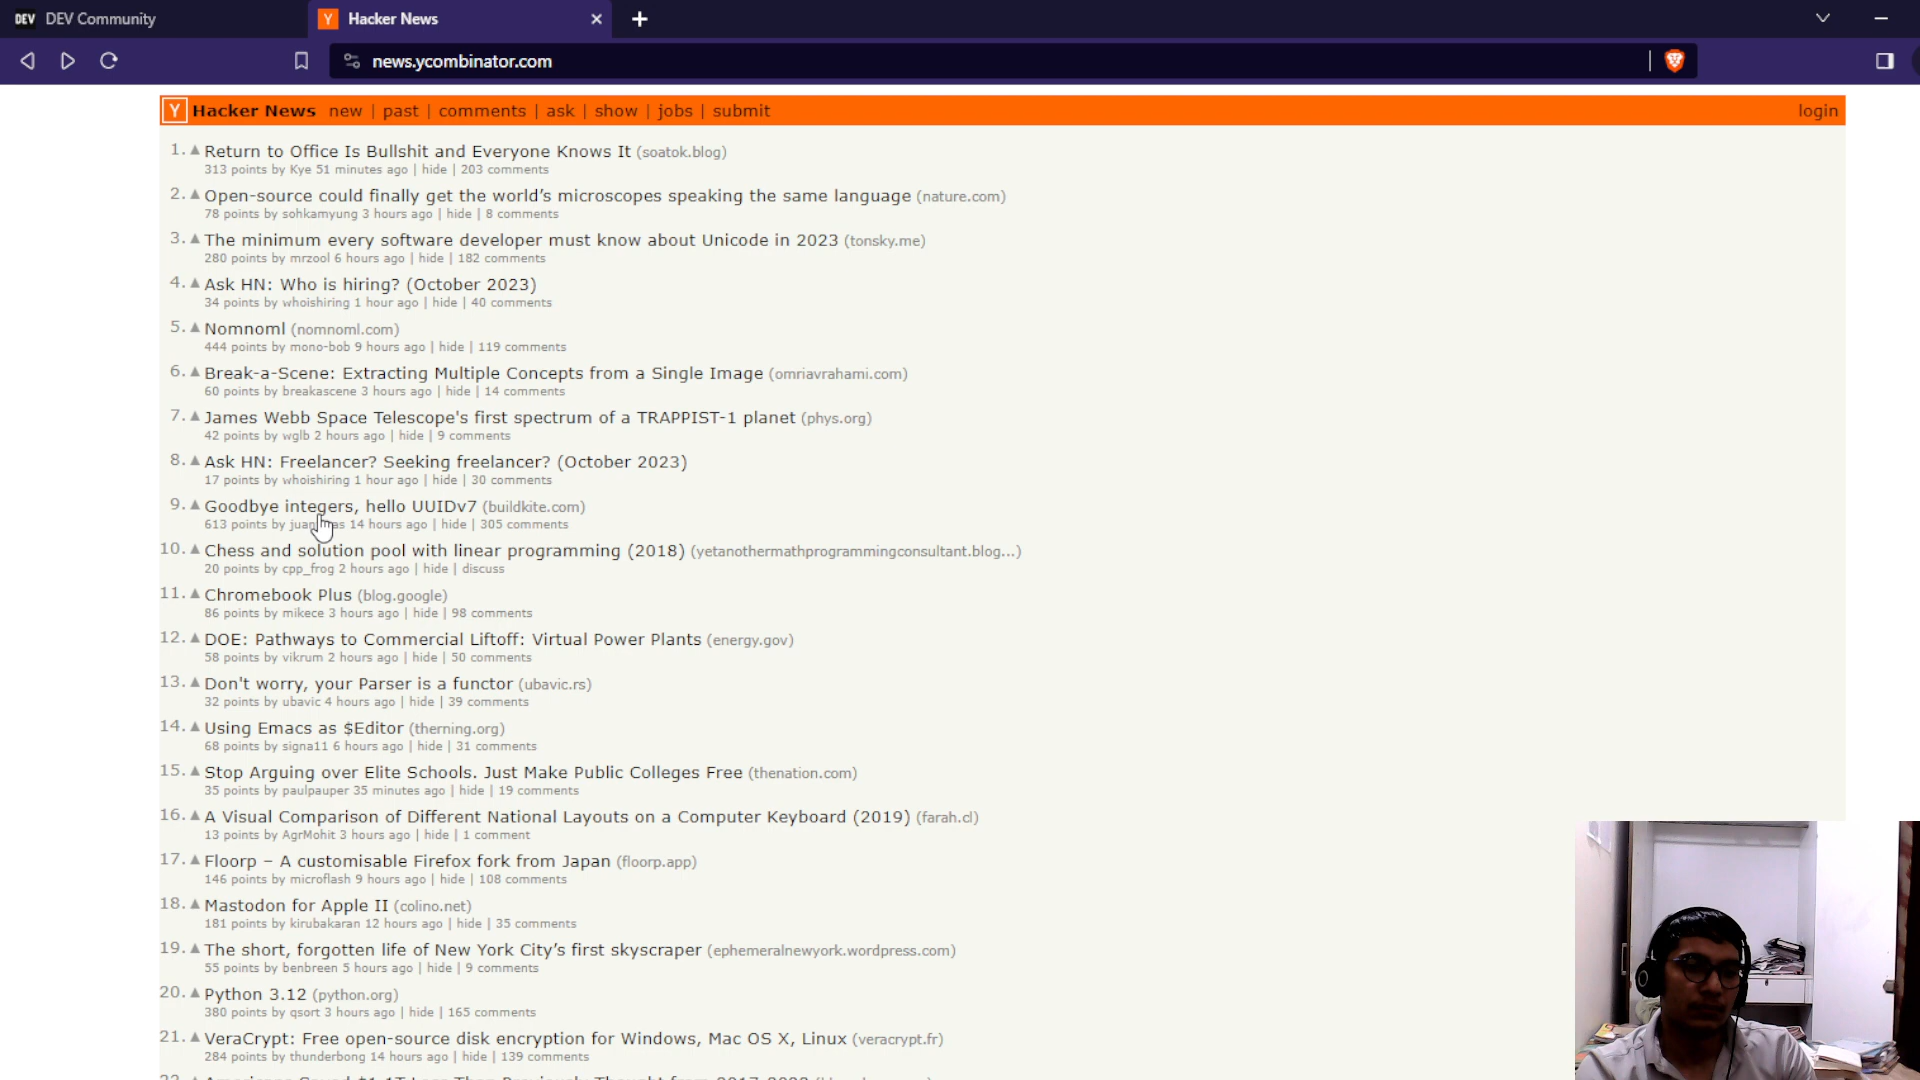 DEV DEV Community
Y Hacker News
news.ycombinator.com
Y Hacker News new | past | comments | ask | show | jobs | submit login
1. Return to Office Is Bullshit and Everyone Knows It (soatok.blog)
313 points by Kye 51 minutes ago | hide | 203 comments
2. Open-source could finally get the world’s microscopes speaking the same language (nature.com)
78 points by sohkamyung 3 hours ago | hide | 8 comments
3. The minimum every software developer must know about Unicode in 2023 (tonsky.me)
280 points by mrzool 6 hours ago | hide | 182 comments
4. Ask HN: Who is hiring? (October 2023)
34 points by whoishiring 1 hour ago | hide | 40 comments
5. Nomnoml (nomnoml.com)
444 points by mono-bob 9 hours ago | hide | 119 comments
6. Break-a-Scene: Extracting Multiple Concepts from a Single Image (omriavrahami.com)
60 points by breakascene 3 hours ago | hide | 14 comments
7. James Webb Space Telescope's first spectrum of a TRAPPIST-1 planet (phys.org)
42 points by wglb 2 hours ago | hide | 9 comments
8. Ask HN: Freelancer? Seeking freelancer? (October 2023)
17 points by whoishiring 1 hour ago | hide | 30 comments
9. Goodbye integers, hello UUIDv7 (buildkite.com)
613 points by 14 hours ago | hide | 305 comments
10. Chess and solution pool with linear programming (2018) (yetanothermathprogrammingconsultant.blog...)
20 points by cpp_frog 2 hours ago | hide | discuss
11. Chromebook Plus (blog.google)
86 points by mikece 3 hours ago | hide | 98 comments
12. DOE: Pathways to Commercial Liftoff: Virtual Power Plants (energy.gov)
58 points by vikrum 2 hours ago | hide | 50 comments
13. Don't worry, your Parser is a functor (ubavic.rs)
32 points by ubavic 4 hours ago | hide | 39 comments
14. Using Emacs as $Editor (therning.org)
68 points by signa11 6 hours ago | hide | 31 comments
15. Stop Arguing over Elite Schools. Just Make Public Colleges Free (thenation.com)
35 points by paulpauper 35 minutes ago | hide | 19 comments
16. A Visual Comparison of Different National Layouts on a Computer Keyboard (2019) (farah.cl)
13 points by AgrMohit 3 hours ago | hide | 1 comment
17. Floorp – A customisable Firefox fork from Japan (floorp.app)
146 points by microflash 9 hours ago | hide | 108 comments
18. Mastodon for Apple II (colino.net)
181 points by kirubakaran 12 hours ago | hide | 35 comments
19. The short, forgotten life of New York City’s first skyscraper (ephemeralnewyork.wordpress.com)
55 points by benbreen 5 hours ago | hide | 9 comments
20. Python 3.12 (python.org)
380 points by qsort 3 hours ago | hide | 165 comments
21. VeraCrypt: Free open-source disk encryption for Windows, Mac OS X, Linux (veracrypt.fr)
284 points by thunderbong 14 hours ago | hide | 139 comments